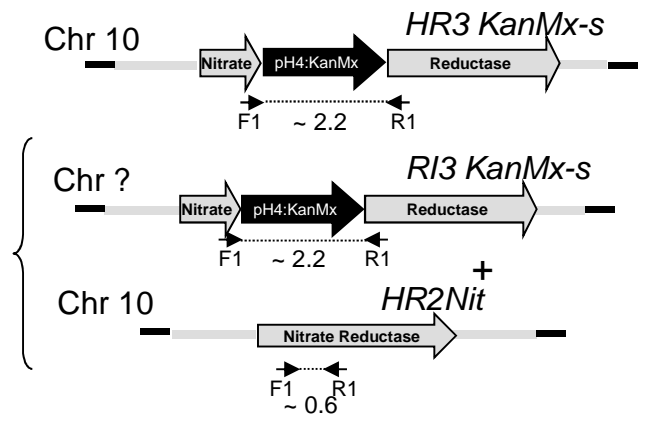 HR3 KanMx-s
Chr 10
Nitrate pH4:KanMx Reductase
F1 ~ 2.2 R1
RI3 KanMx-s
Chr ?
Nitrate pH4:KanMx Reductase
F1 ~ 2.2 R1
+
HR2Nit
Chr 10
Nitrate Reductase
F1 R1
~ 0.6